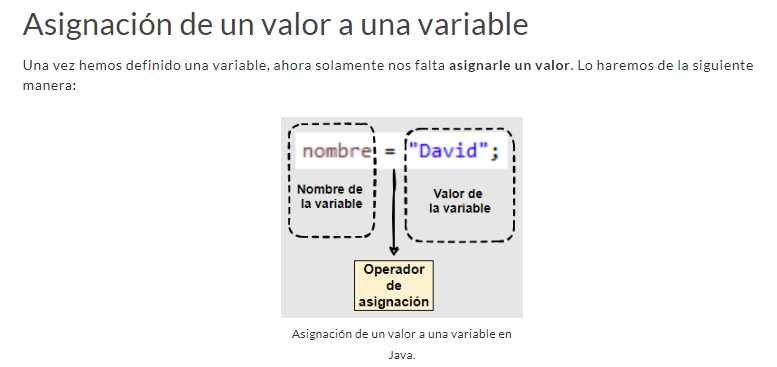 Asignación de un valor a una variable
Una vez hemos definido una variable, ahora solamente nos falta asignarle un valor. Lo haremos de la siguiente
manera:
nombre = "David";
Nombre de
la variable
Valor de
la variable
Operador
de
asignación
Asignación de un valor a una variable en
Java.